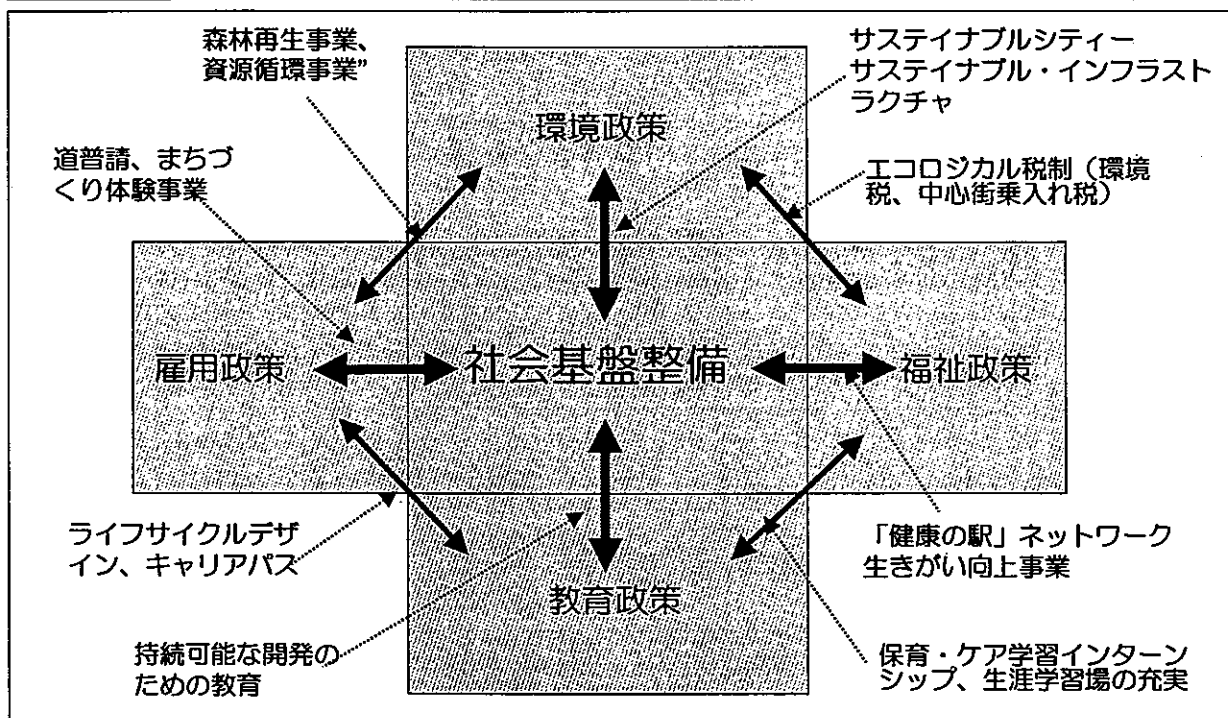 森林再生事業、
資源循環事業”
サステイナブルシティー
サステイナブル・インフラスト
ラクチャ
環境政策
道普請、まちづ
くり体験事業
エコロジカル税制（環境
税、中心街乗入れ税）
雇用政策
社会基盤整備
福祉政策
ライフサイクルデザ
イン、キャリアパス
「健康の駅」ネットワーク
生きがい向上事業
教育政策
持続可能な開発の
ための教育
保育・ケア学習インターン
シップ、生涯学習場の充実